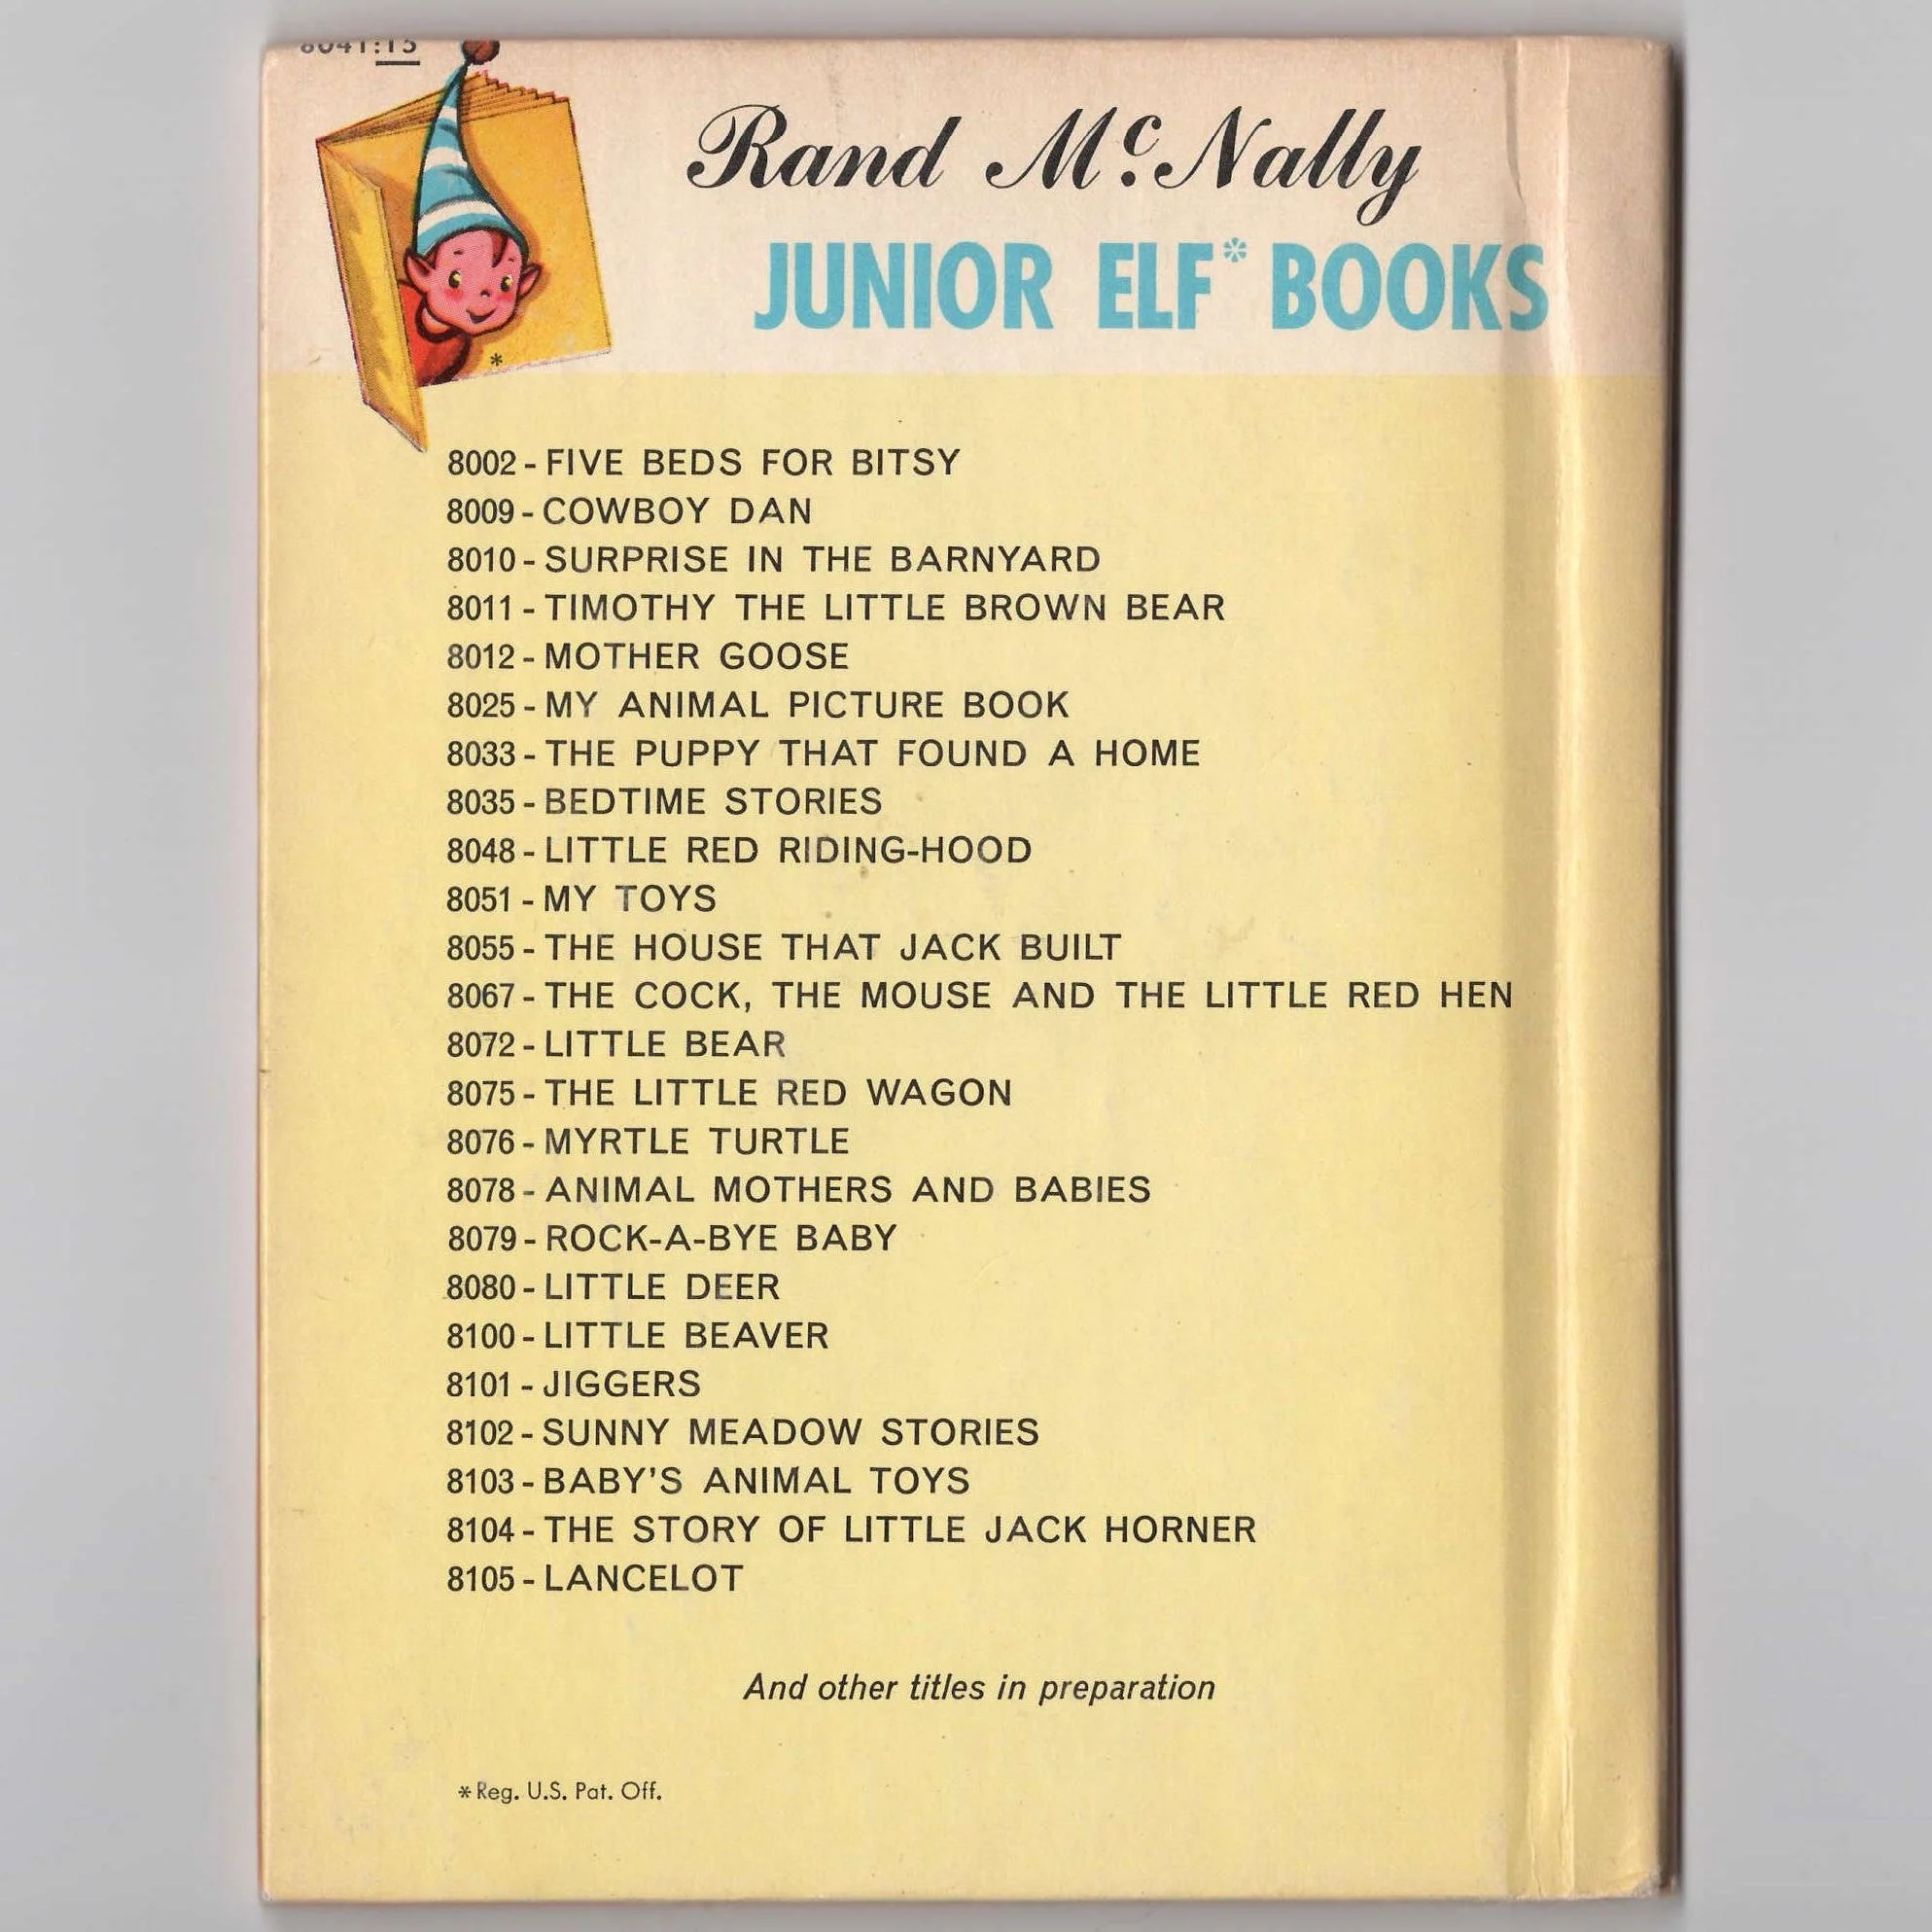 8041:15
Rand McNally
JUNIOR ELF* BOOKS
*
8002 - FIVE BEDS FOR BITSY
8009 - COWBOY DAN
8010 - SURPRISE IN THE BARNYARD
8011 - TIMOTHY THE LITTLE BROWN BEAR
8012 - MOTHER GOOSE
8025 - MY ANIMAL PICTURE BOOK
8033 - THE PUPPY THAT FOUND A HOME
8035 - BEDTIME STORIES
8048 - LITTLE RED RIDING-HOOD
8051 - MY TOYS
8055 - THE HOUSE THAT JACK BUILT
8067 - THE COCK, THE MOUSE AND THE LITTLE RED HEN
8072 - LITTLE BEAR
8075 - THE LITTLE RED WAGON
8076 - MYRTLE TURTLE
8078 - ANIMAL MOTHERS AND BABIES
8079 - ROCK-A-BYE BABY
8080 - LITTLE DEER
8100 - LITTLE BEAVER
8101 - JIGGERS
8102 - SUNNY MEADOW STORIES
8103 - BABY'S ANIMAL TOYS
8104 - THE STORY OF LITTLE JACK HORNER
8105 - LANCELOT
And other titles in preparation
* Reg. U.S. Pat. Off.